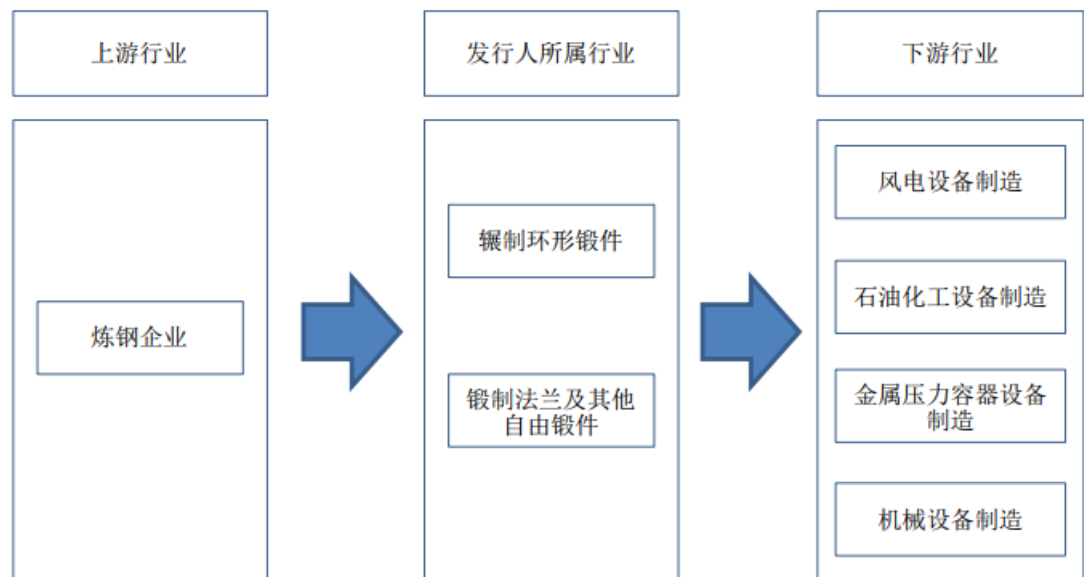 上游行业
发行人所属行业
下游行业
炼钢企业
辗制环形锻件
锻制法兰及其他
自由锻件
风电设备制造
石油化工设备制造
金属压力容器设备
制造
机械设备制造